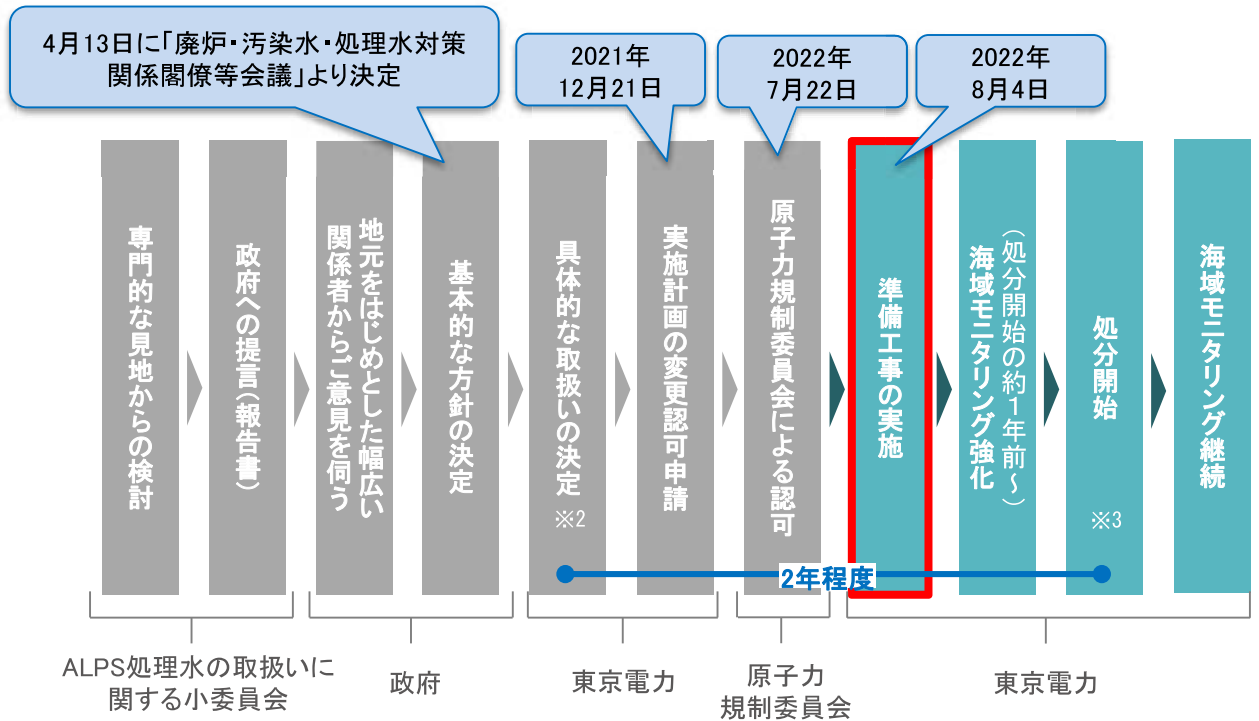 4月13日に「廃炉・汚染水・処理水対策
関係閣僚等会議」より決定
2021年
12月21日
2022年
7月22日
2022年
8月4日
専門的な見地からの検討
政府への提言（報告書）
地元をはじめとした幅広い
関係者からご意見を伺う
基本的な方針の決定
具体的な取扱いの決定
※2
実施計画の変更認可申請
原子力規制委員会による認可
準備工事の実施
（処分開始の約１年前～）
海域モニタリング強化
処分開始
※3
海域モニタリング継続
2年程度
ALPS処理水の取扱いに
関する小委員会
政府
東京電力
原子力
規制委員会
東京電力